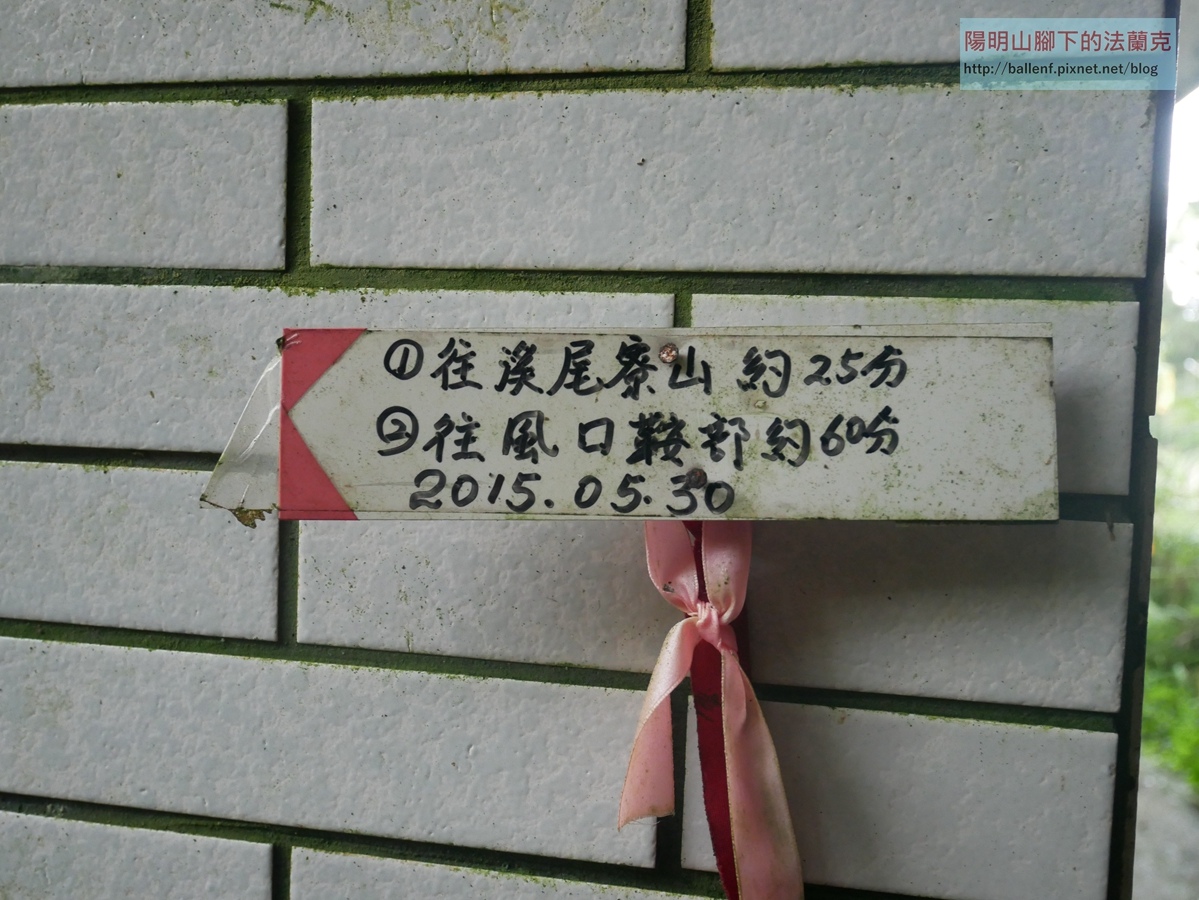 陽明山腳下的法蘭克
http://ballenf.pixnet.net/blog
①往溪尾寮山 約25分
②往風口鞍部約60分
2015.05.30